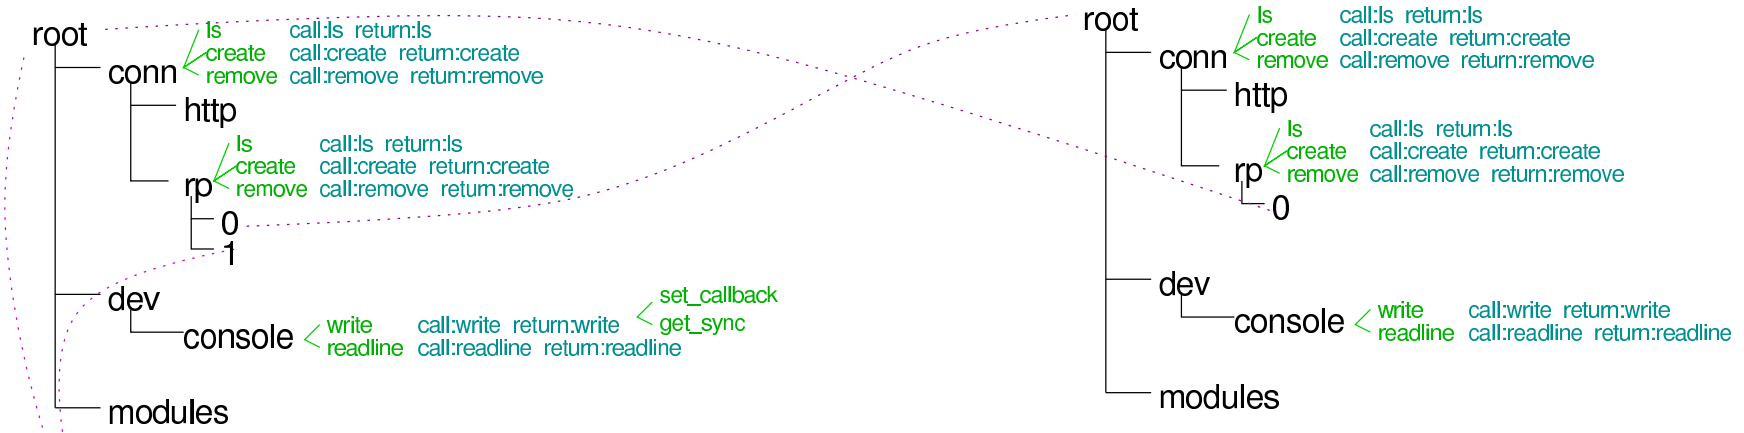 root
ls call:ls return:ls
create call:create return:create
conn
remove call:remove return:remove
http
ls call:ls return:ls
create call:create return:create
rp
remove call:remove return:remove
0
1
dev
set_callback
get_sync
write call:write return:write
console
readline call:readline return:readline
modules
root
ls call:ls return:ls
create call:create return:create
conn
remove call:remove return:remove
http
ls call:ls return:ls
create call:create return:create
rp
remove call:remove return:remove
0
dev
write call:write return:write
console
readline call:readline return:readline
modules